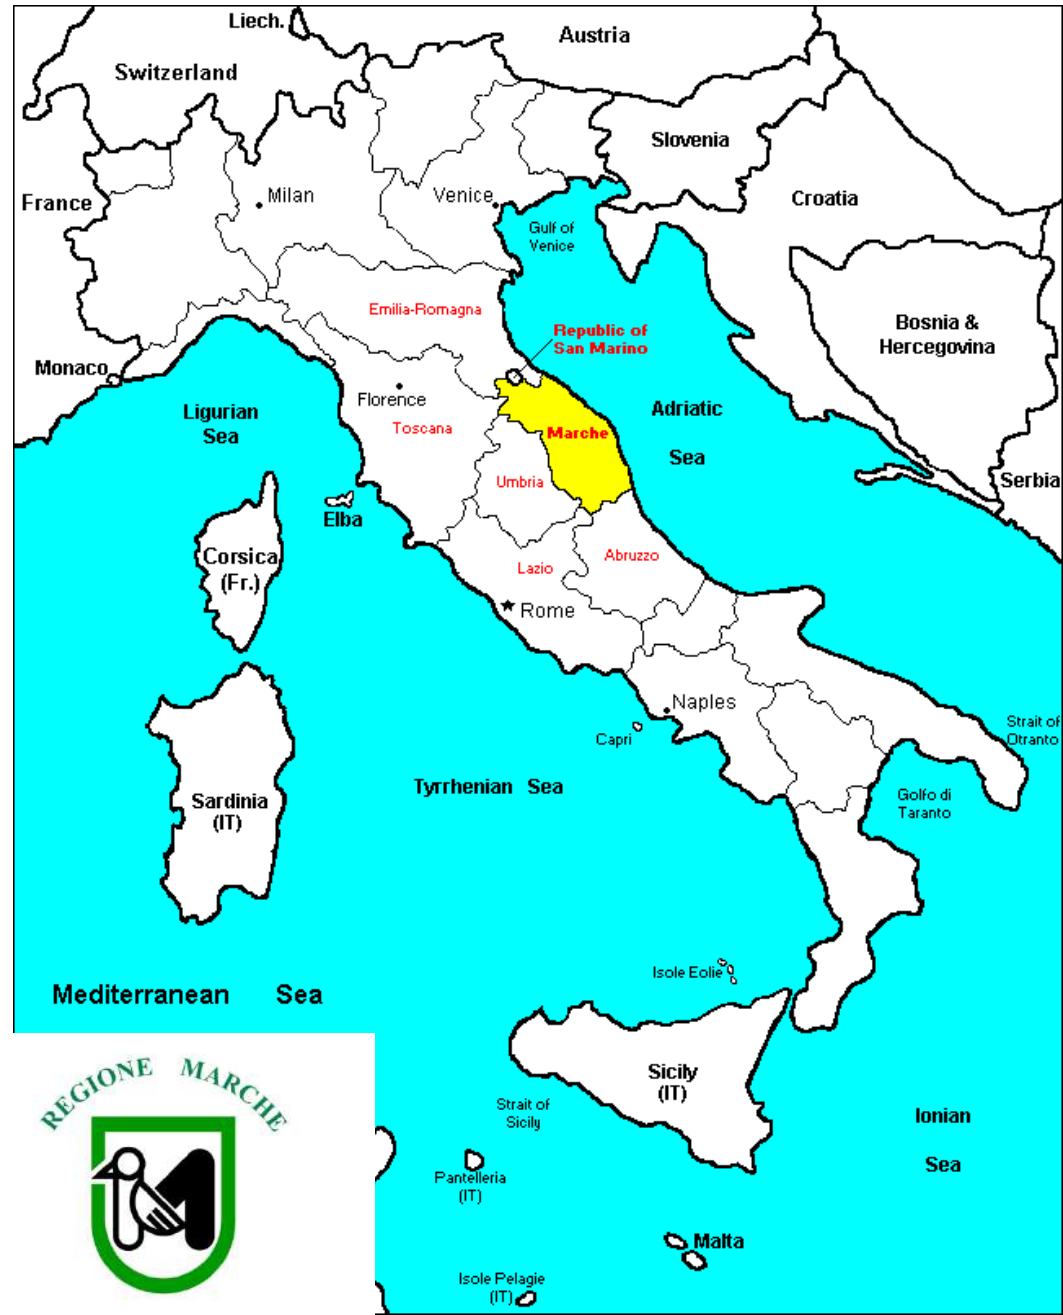 Liech.
Austria
Switzerland
Slovenia
France
Milan
Venice
Croatia
Gulf of
Venice
Emilia-Romagna
Republic of
San Marino
Bosnia &
Hercegovina
Monaco
Florence
Ligurian
Sea
Toscana
Marche
Adriatic
Sea
Umbria
Serbia
Elba
Corsica
(Fr.)
Lazio
Abruzzo
Rome
Naples
Capri
Strait of
Otranto
Tyrrhenian Sea
Sardinia
(IT)
Golfo di
Taranto
Isole Eolie
Mediterranean Sea
REGIONE MARCHE
Sicily
(IT)
Strait of
Sicily
Ionian
Sea
Pantelleria
(IT)
Malta
Isole Pelagie
(IT)